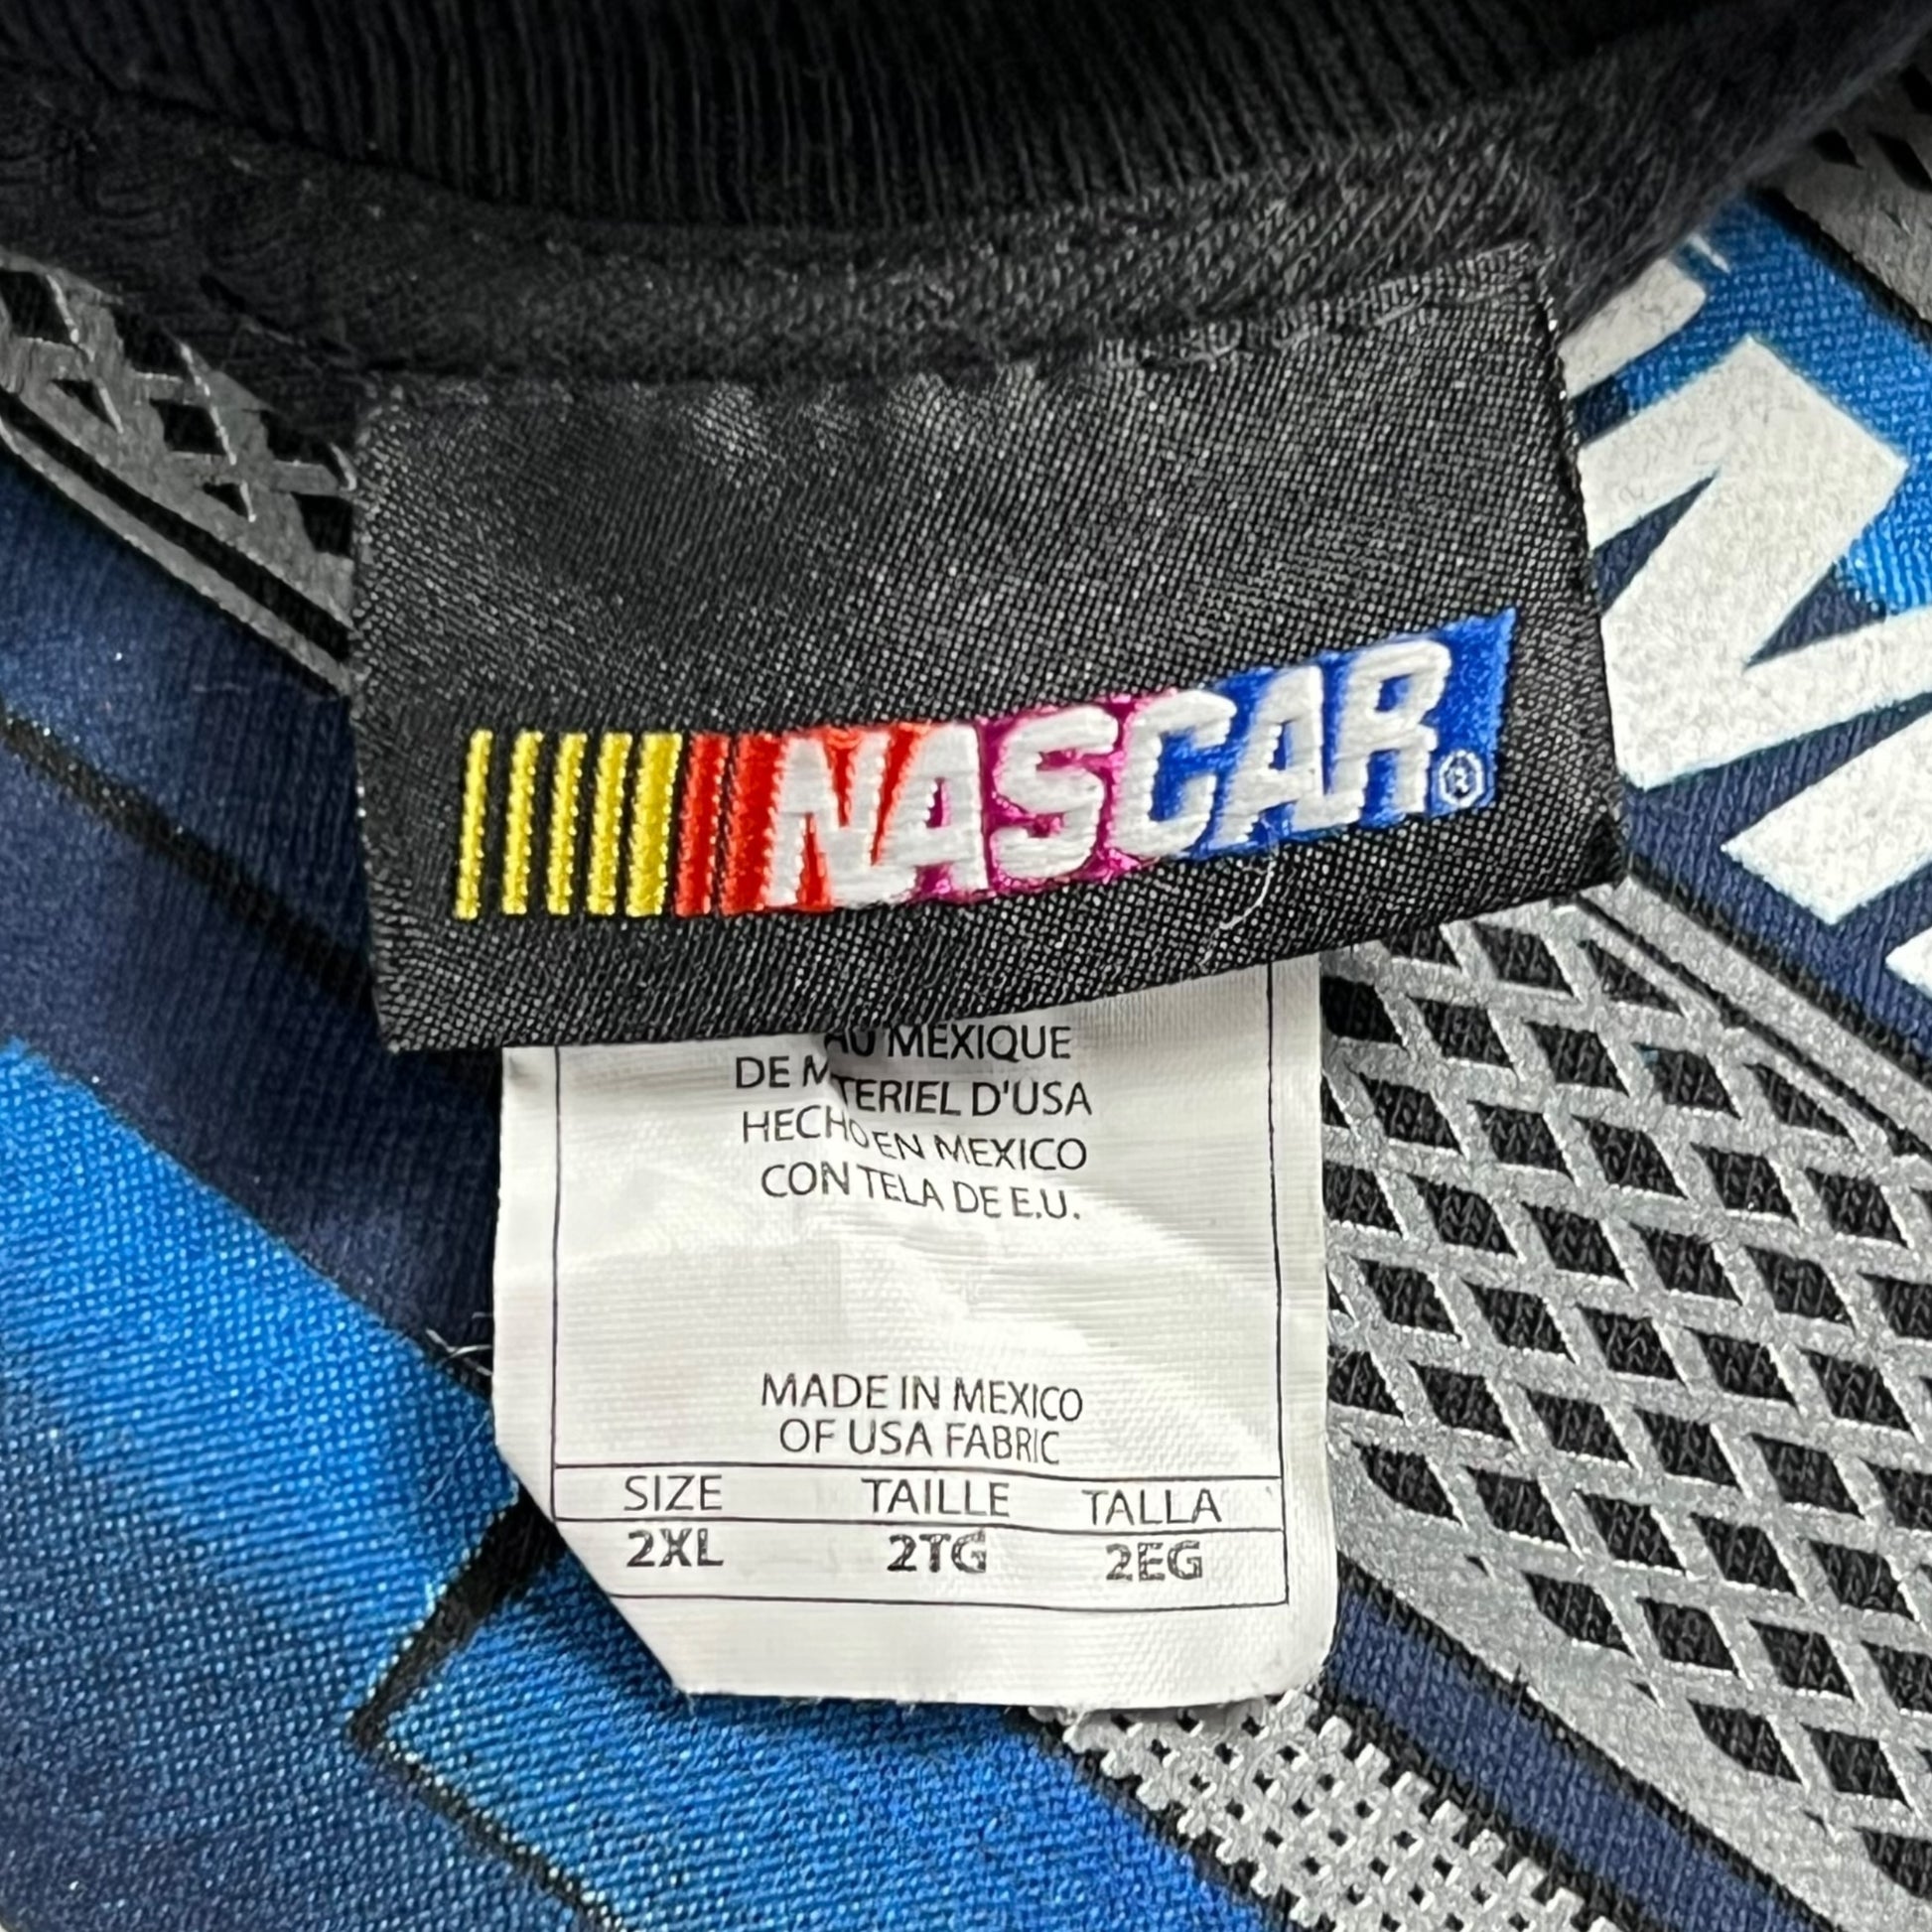 NASCAR®
AU MEXIQUE
DE MATERIEL D'USA
HECHO EN MEXICO
CON TELA DE E.U.
MADE IN MEXICO
OF USA FABRIC
SIZE TAILLE TALLA
2XL 2TG 2EG